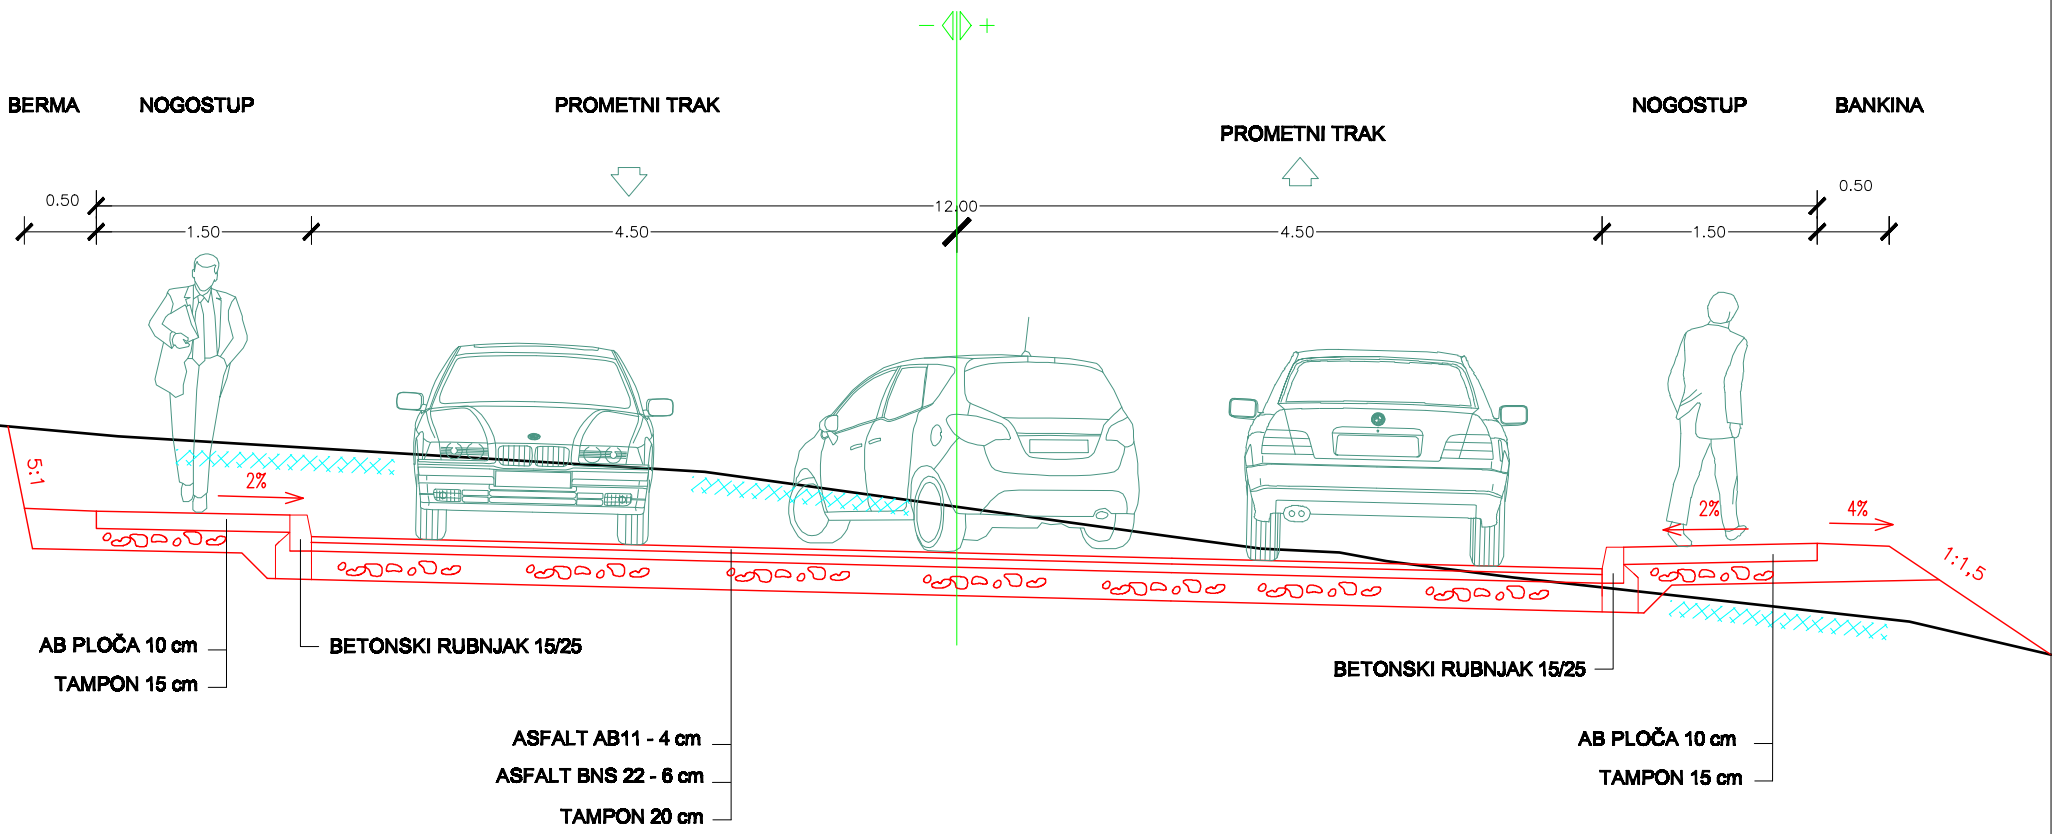 − +
BERMA
NOGOSTUP
PROMETNI TRAK
NOGOSTUP
BANKINA
PROMETNI TRAK
0.50
12.00
0.50
1.50
4.50
4.50
1.50
5:1
2%
2%
4%
1:1,5
AB PLOČA 10 cm
TAMPON 15 cm
BETONSKI RUBNJAK 15/25
BETONSKI RUBNJAK 15/25
ASFALT AB11 - 4 cm
ASFALT BNS 22 - 6 cm
TAMPON 20 cm
AB PLOČA 10 cm
TAMPON 15 cm